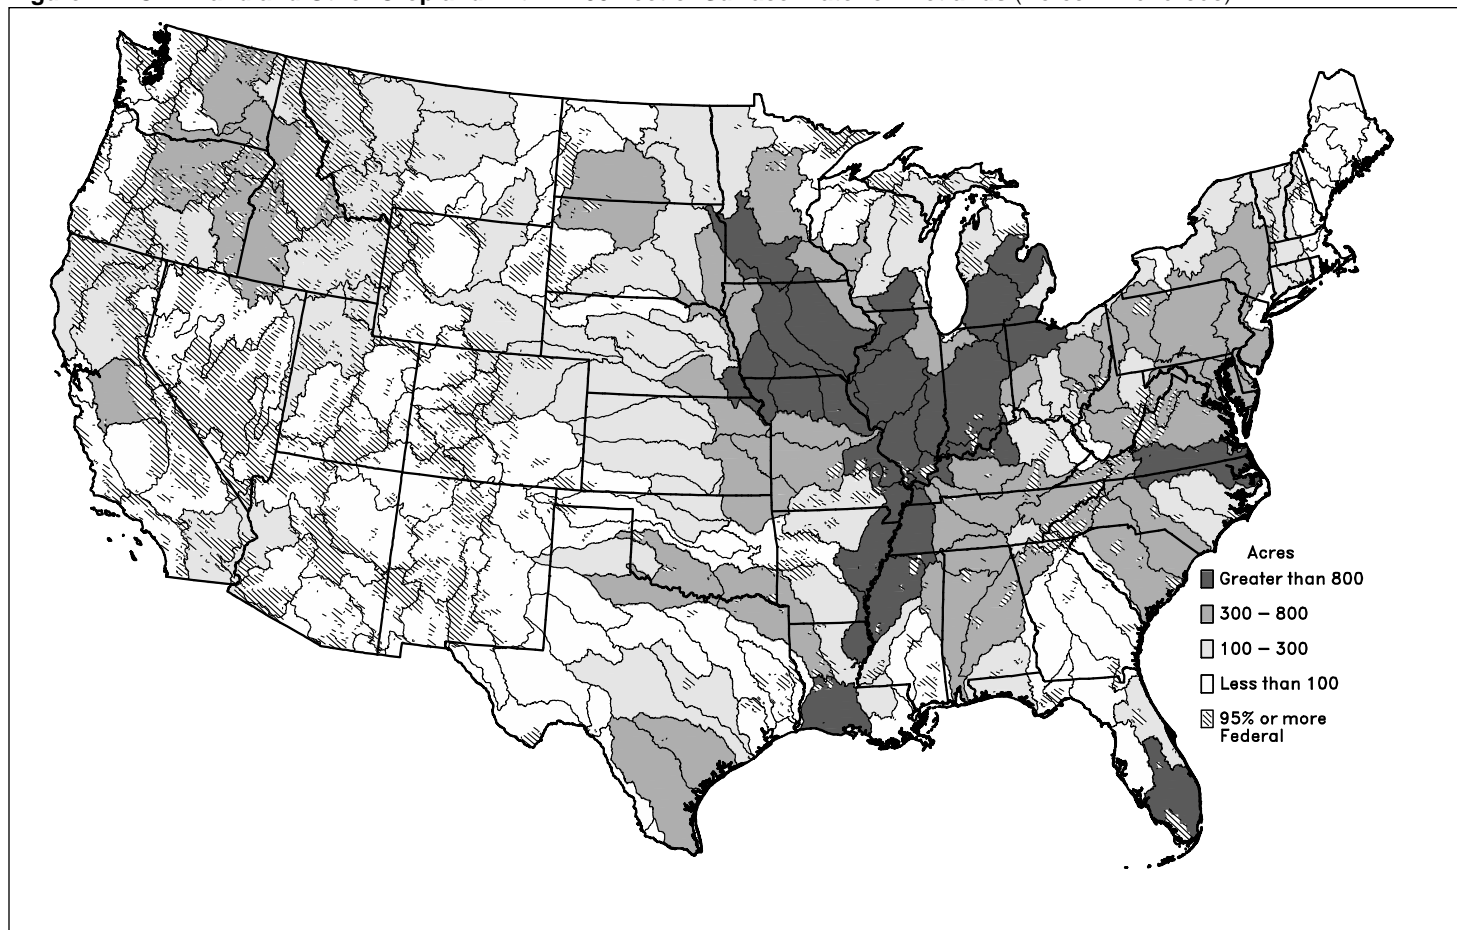 Acres
Greater than 800
300 – 800
100 – 300
Less than 100
95% or more
Federal